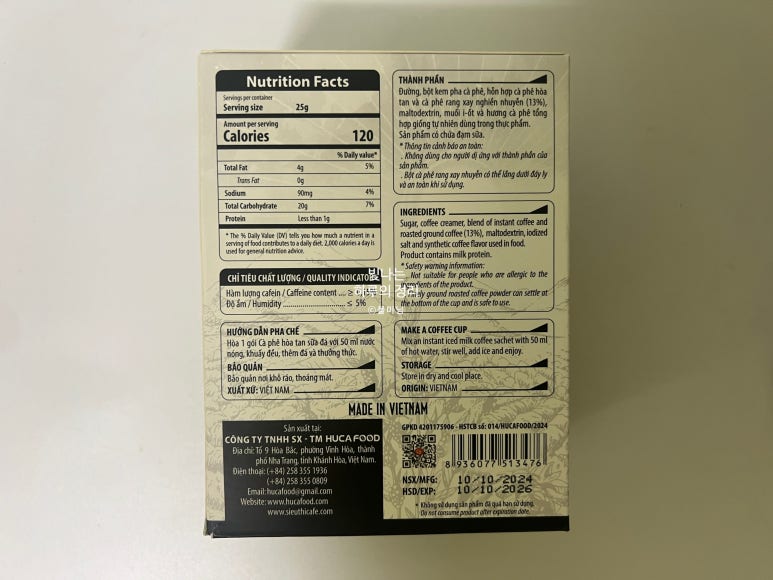 Nutrition Facts
Servings per container
Serving size 25g
Amount per serving
Calories 120
% Daily value*
Total Fat 4g 5%
Trans Fat 0g
Sodium 90mg 4%
Total Carbohydrate 20g 7%
Protein Less than 1g
* The % Daily Value (DV) tells you how much a nutrient in a
serving of food contributes to a daily diet. 2,000 calories a day is
used for general nutrition advice.
CHỈ TIÊU CHẤT LƯỢNG / QUALITY INDICATOR
Hàm lượng cafein / Caffeine content .... ≥
Độ ẩm / Humidity ............................ ≤ 5%
HƯỚNG DẪN PHA CHẾ
Hòa 1 gói Cà phê hòa tan sữa đá với 50 ml nước
nóng, khuấy đều, thêm đá và thưởng thức.
BẢO QUẢN
Bảo quản nơi khô ráo, thoáng mát.
XUẤT XỨ: VIỆT NAM
THÀNH PHẦN
Đường, bột kem pha cà phê, hỗn hợp cà phê hòa
tan và cà phê rang xay nghiền nhuyễn (13%),
maltodextrin, muối i-ốt và hương cà phê tổng
hợp giống tự nhiên dùng trong thực phẩm.
Sản phẩm có chứa đạm sữa.
* Thông tin cảnh báo an toàn:
. Không dùng cho người dị ứng với thành phần của
sản phẩm.
. Bột cà phê rang xay nhuyễn có thể lắng dưới đáy ly
và an toàn khi sử dụng.
INGREDIENTS
Sugar, coffee creamer, blend of instant coffee and
roasted ground coffee (13%), maltodextrin, iodized
salt and synthetic coffee flavor used in food.
Product contains milk protein.
* Safety warning information:
. Not suitable for people who are allergic to the
ingredients of the product.
ground roasted coffee powder can settle at
the bottom of the cup and is safe to use.
MAKE A COFFEE CUP
Mix an instant iced milk coffee sachet with 50 ml
of hot water, stir well, add ice and enjoy.
STORAGE
Store in dry and cool place.
ORIGIN: VIETNAM
빛나는
하루의 정보
©샐마닝
MADE IN VIETNAM
Sản xuất tại:
CÔNG TY TNHH SX - TM HUCAFOOD
Địa chỉ: Tổ 9 Hòa Bắc, phường Vĩnh Hòa, thành
phố Nha Trang, tỉnh Khánh Hòa, Việt Nam.
Điện thoại: (+84) 258 355 1936
(+84) 258 355 0809
Email: hucafood@gmail.com
Website: www.hucafood.com
www.sieuthicafe.com
GPKD 4201175906 - HSTCB số: 014/HUCAFOOD/2024
8 936077 513476
NSX/MFG: 10/10/2024
HSD/EXP: 10/10/2026
* Không sử dụng sản phẩm đã quá hạn sử dụng.
Do not consume product after expiration date.